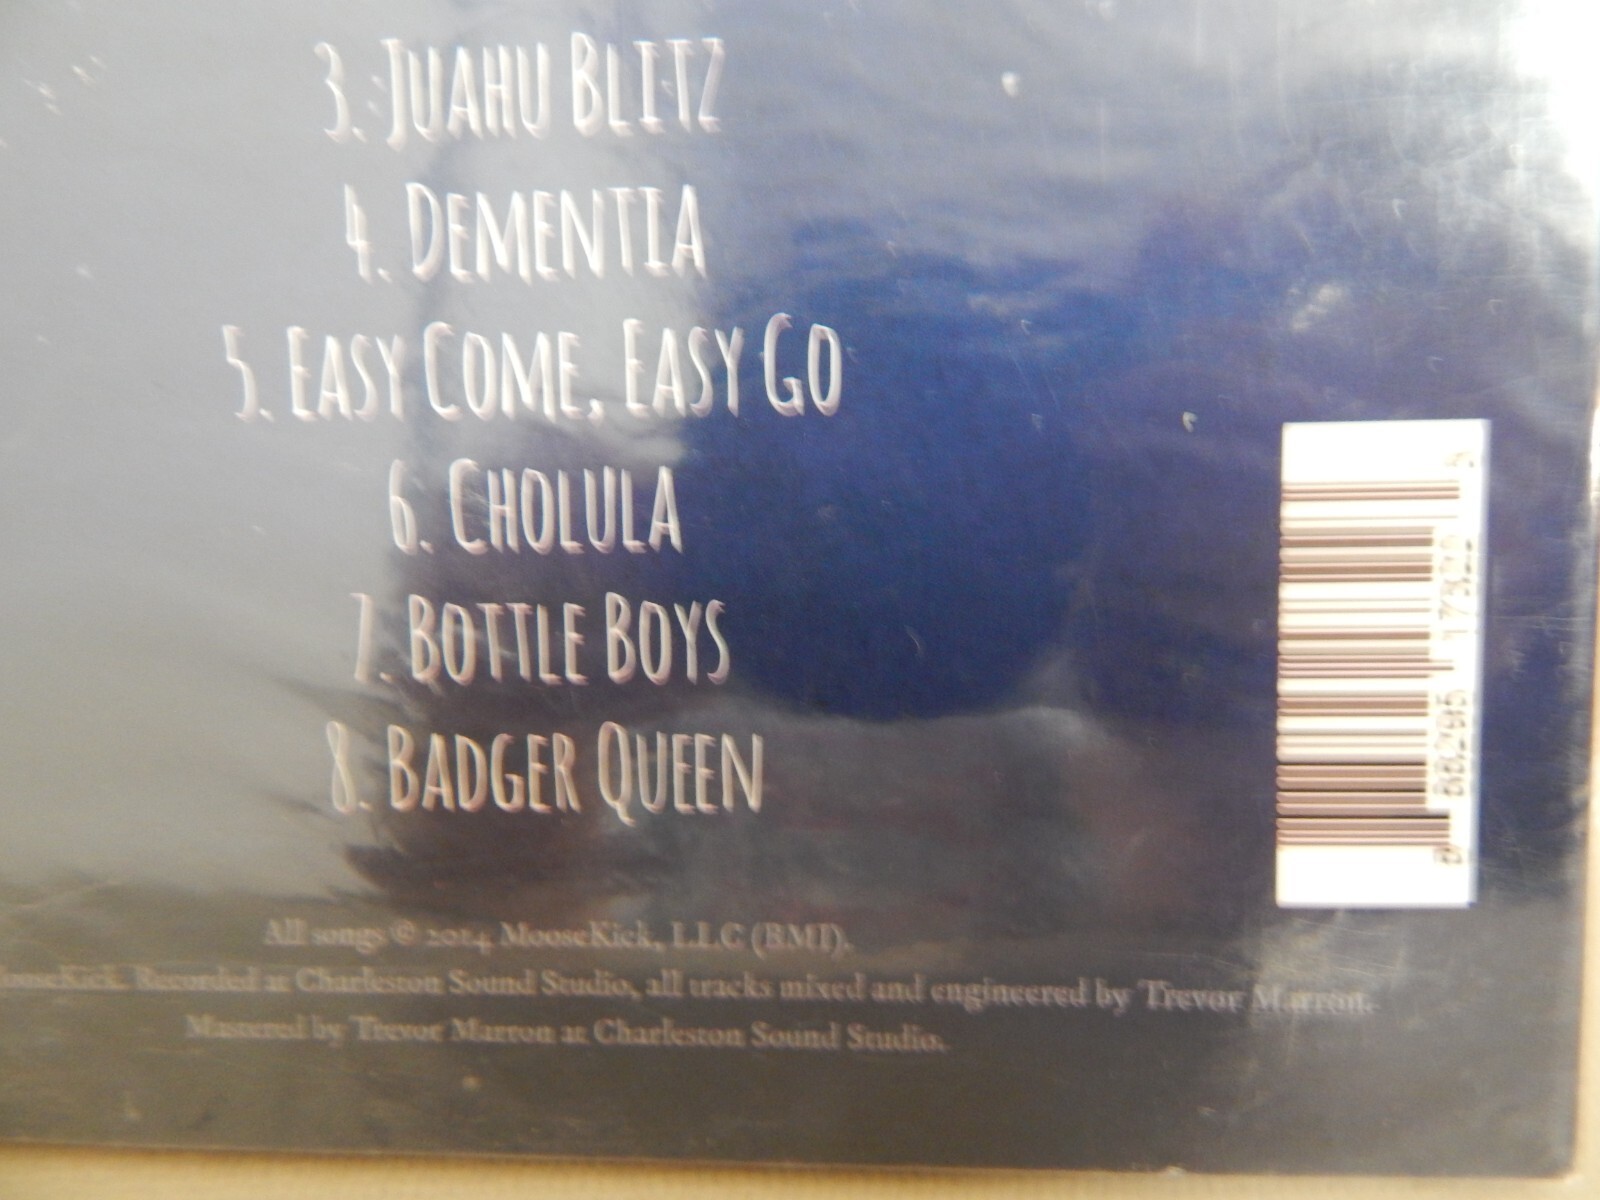 3. Juahu Blitz
4. Dementia
5. Easy Come, Easy Go
6. Cholula
7. Bottle Boys
8. Badger Queen
All songs © 2014 MooseKick, LLC (BMI).
Recorded at Charleston Sound Studio, all tracks mixed and engineered by Trevor Marron.
Mastered by Trevor Marron at Charleston Sound Studio.